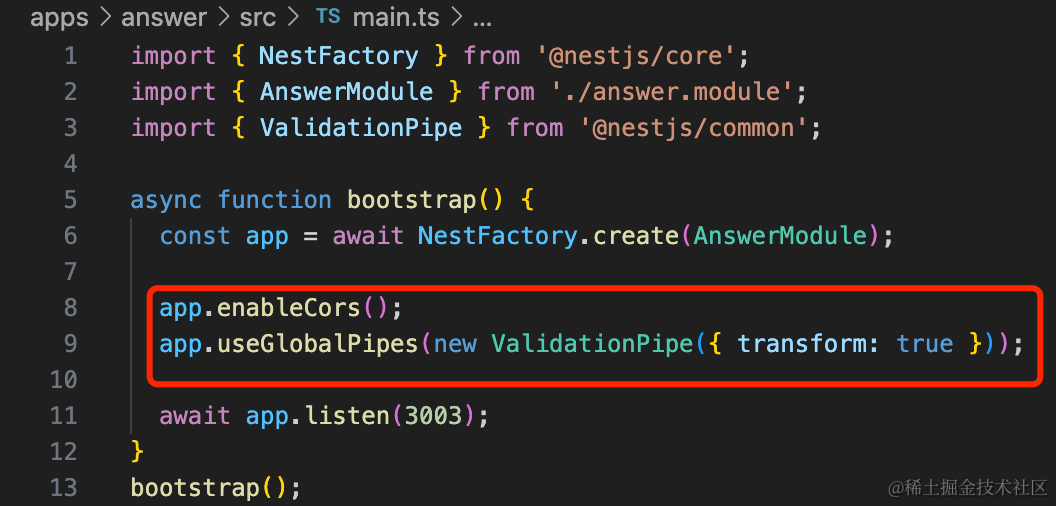 apps > answer > src > TS main.ts > ...
1 import { NestFactory } from '@nestjs/core';
2 import { AnswerModule } from './answer.module';
3 import { ValidationPipe } from '@nestjs/common';
4
5 async function bootstrap() {
6   const app = await NestFactory.create(AnswerModule);
7
8   app.enableCors();
9   app.useGlobalPipes(new ValidationPipe({ transform: true }));
10
11   await app.listen(3003);
12 }
13 bootstrap();
@稀土掘金技术社区